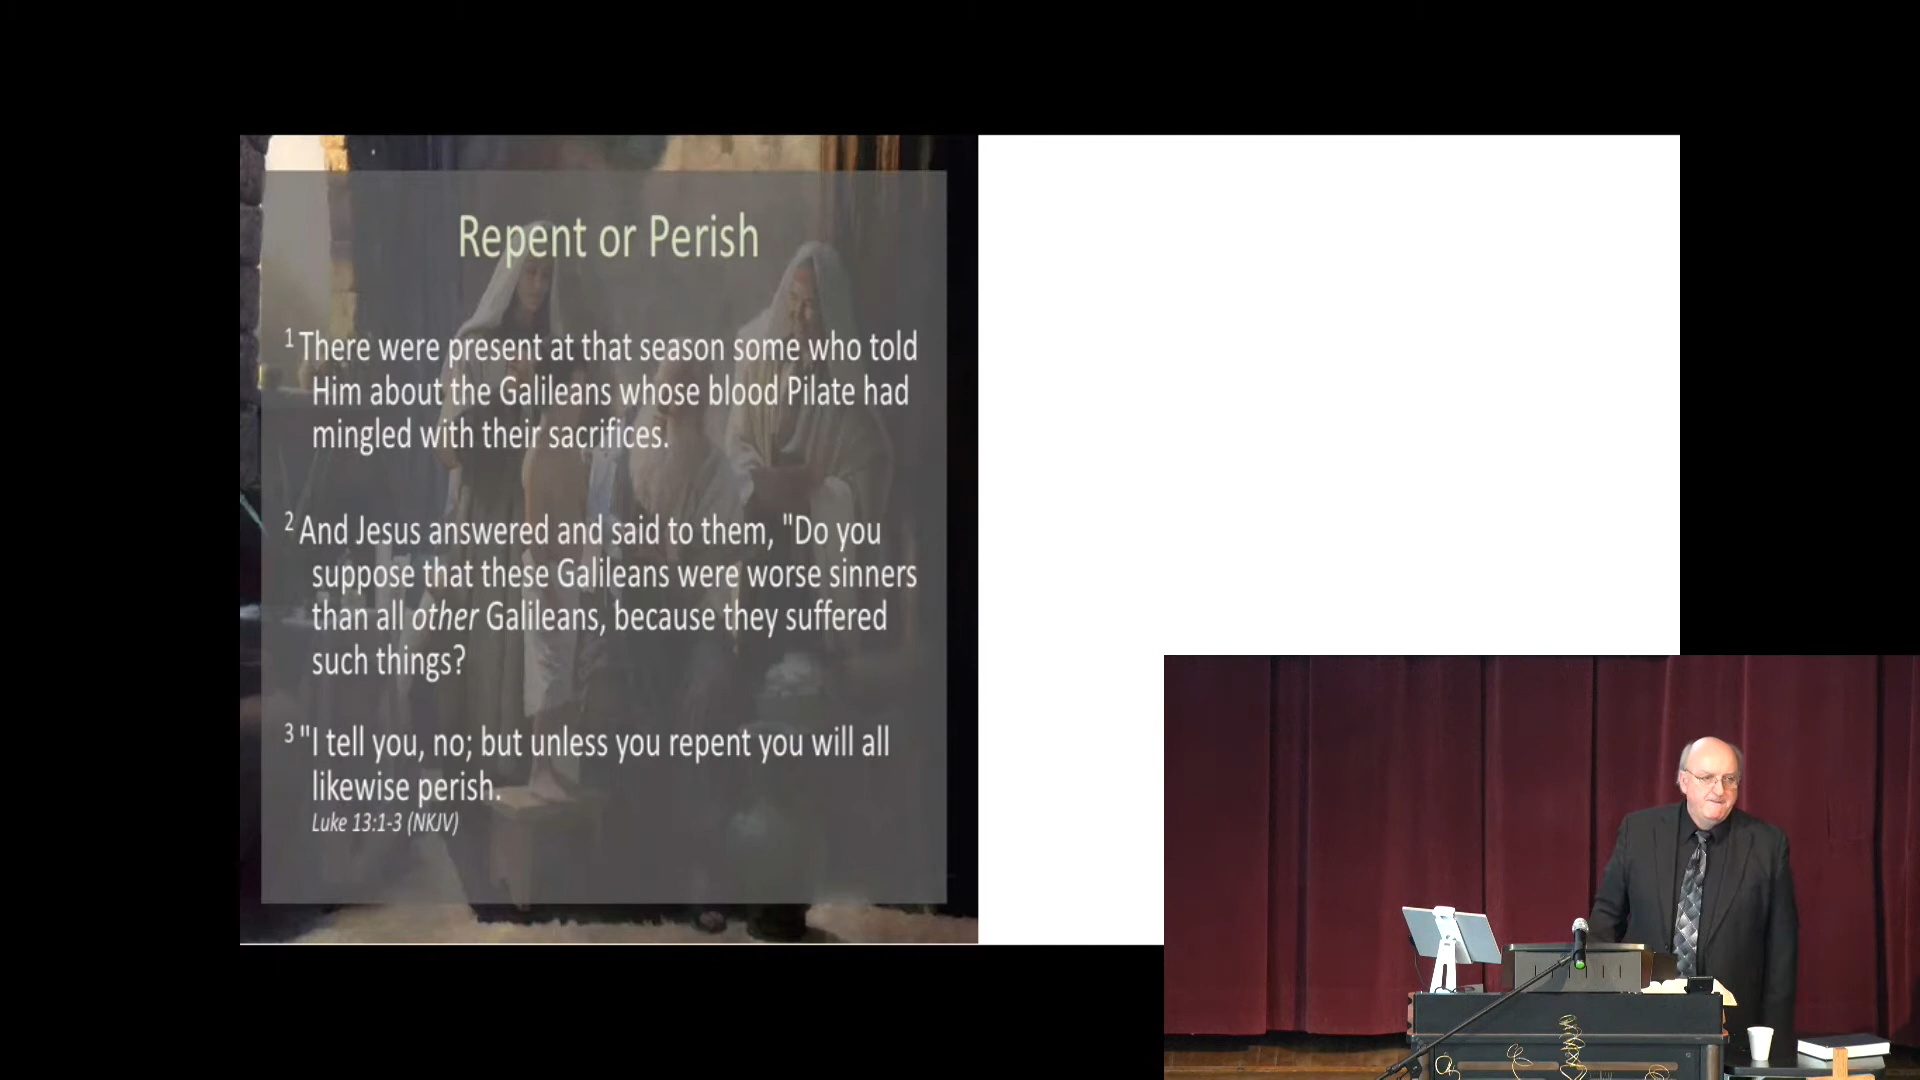 Repent or Perish
1 There were present at that season some who told
Him about the Galileans whose blood Pilate had
mingled with their sacrifices.
2 And Jesus answered and said to them, "Do you
suppose that these Galileans were worse sinners
than all other Galileans, because they suffered
such things?
3 "I tell you, no; but unless you repent you will all
likewise perish.
Luke 13:1-3 (NKJV)